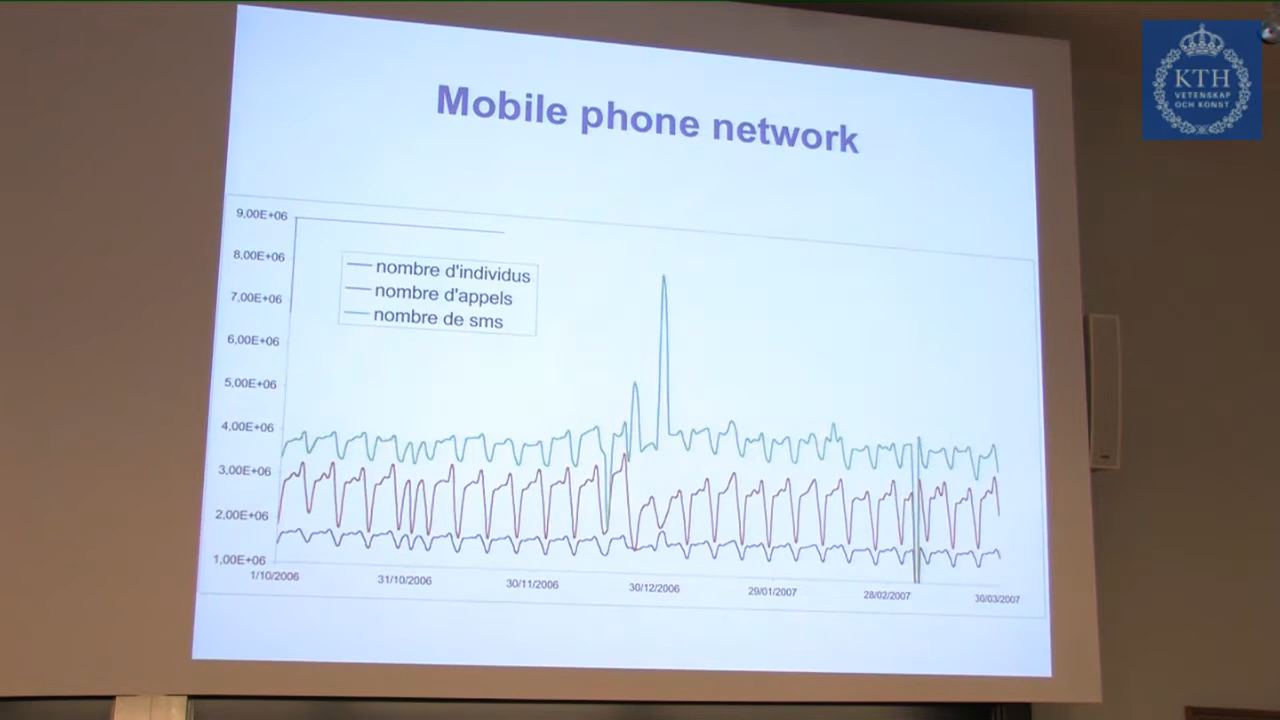 KTH
VETENSKAP
OCH KONST
Mobile phone network
9,00E+06
8,00E+06
7,00E+06
6,00E+06
5,00E+06
4,00E+06
3,00E+06
2,00E+06
1,00E+06
nombre d'individus
nombre d'appels
nombre de sms
1/10/2006
31/10/2006
30/11/2006
30/12/2006
29/01/2007
28/02/2007
30/03/2007